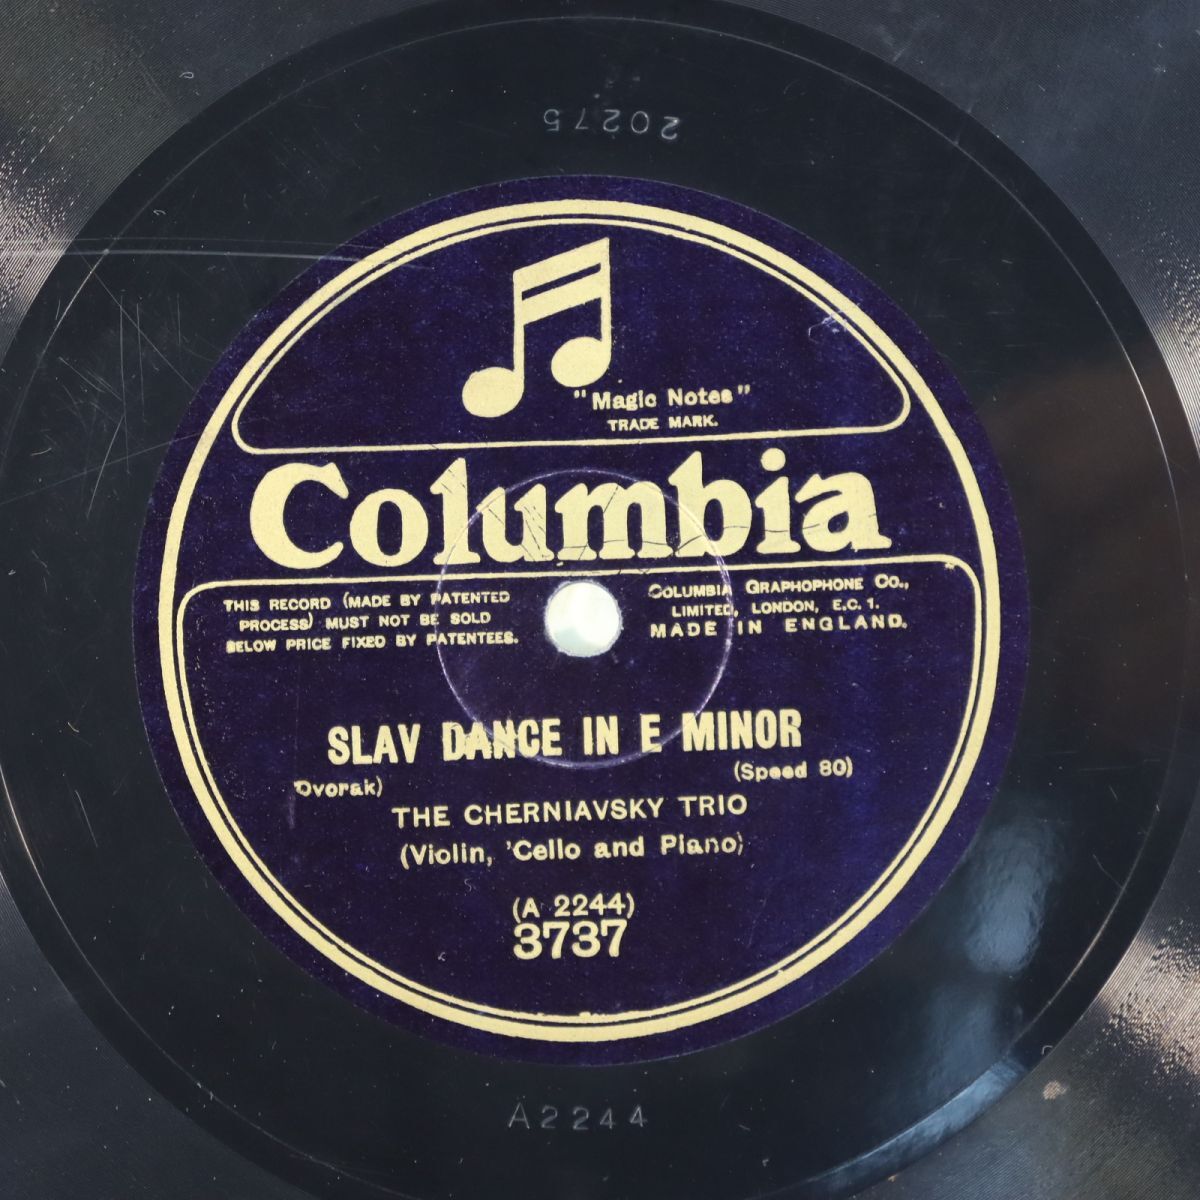 20275
"Magic Notes"
TRADE MARK.
Columbia
THIS RECORD (MADE BY PATENTED
PROCESS) MUST NOT BE SOLD
BELOW PRICE FIXED BY PATENTEES.
COLUMBIA GRAPHOPHONE CO.,
LIMITED, LONDON, E.C. 1.
MADE IN ENGLAND.
SLAV DANCE IN E MINOR
(Dvorak)
(Speed 80)
THE CHERNIAVSKY TRIO
(Violin, 'Cello and Piano)
(A 2244)
3737
A2244